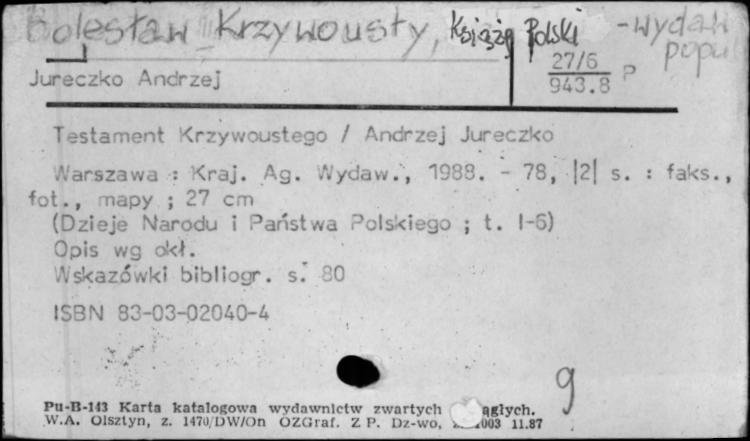 Bolesław III Krzywousty, Książę Polski - wydaw
popul
Jureczko Andrzej
27/6
943.8 P
Testament Krzywoustego / Andrzej Jureczko
Warszawa : Kraj. Ag. Wydaw., 1988. - 78, |2| s. : faks.,
fot., mapy ; 27 cm
(Dzieje Narodu i Państwa Polskiego ; t. I-6)
Opis wg okł.
Wskazówki bibliogr. s. 80
ISBN 83-03-02040-4
g
Pu-B-143 Karta katalogowa wydawnictw zwartych
W.A. Olsztyn, z. 1470/DW/On OZGraf. Z P. Dz-wo, 11.87